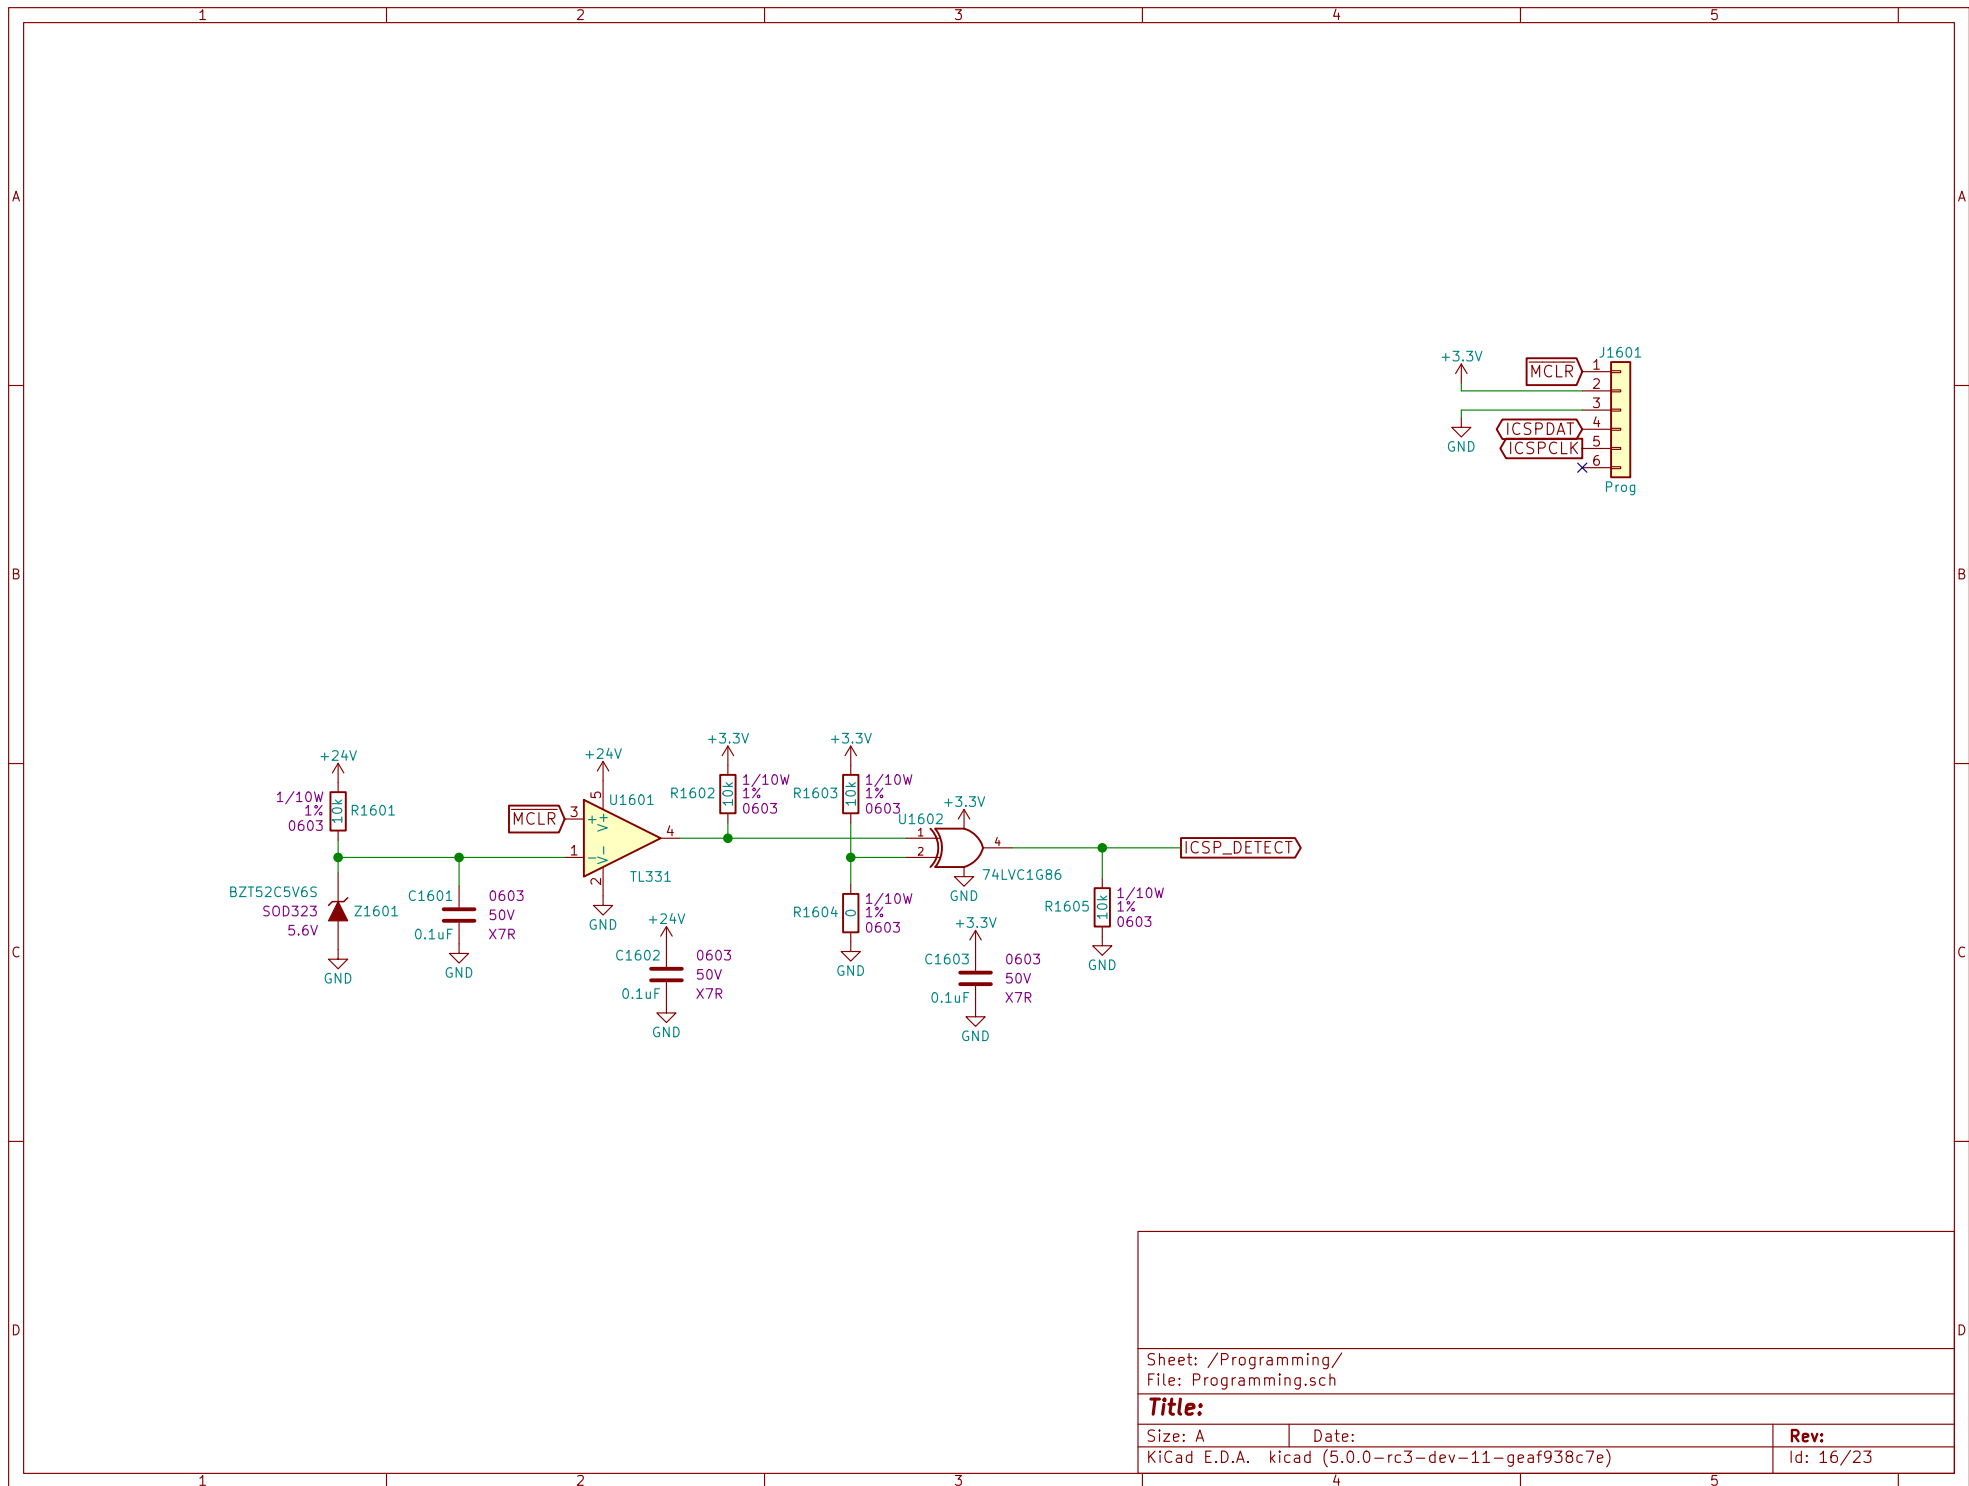 1 2 3 4 5
A A
+3.3V
MCLR
J1601
1
2
3
4
5
6
ICSPDAT
ICSPCLK
GND
Prog
B B
+24V
1/10W
1%
0603
10k
R1601
BZT52C5V6S
SOD323
5.6V
Z1601
GND
C1601
0.1uF
0603
50V
X7R
GND
MCLR
+24V
U1601
3
1
5
2
4
+
-
V+
V-
TL331
GND
+24V
C1602
0.1uF
0603
50V
X7R
GND
+3.3V
R1602
10k
1/10W
1%
0603
+3.3V
R1603
10k
1/10W
1%
0603
R1604
0
1/10W
1%
0603
GND
U1602
+3.3V
1
2
4
74LVC1G86
GND
+3.3V
C1603
0.1uF
0603
50V
X7R
GND
R1605
10k
1/10W
1%
0603
GND
ICSP_DETECT
C C
D D
Sheet: /Programming/
File: Programming.sch
Title:
Size: A Date: Rev:
KiCad E.D.A. kicad (5.0.0-rc3-dev-11-geaf938c7e) Id: 16/23
1 2 3 4 5